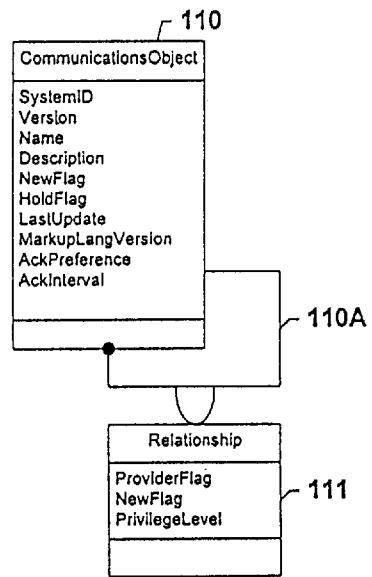 110
CommunicationsObject
SystemID
Version
Name
Description
NewFlag
HoldFlag
LastUpdate
MarkupLangVersion
AckPreference
AckInterval
110A
Relationship
ProviderFlag
NewFlag
PrivilegeLevel
111